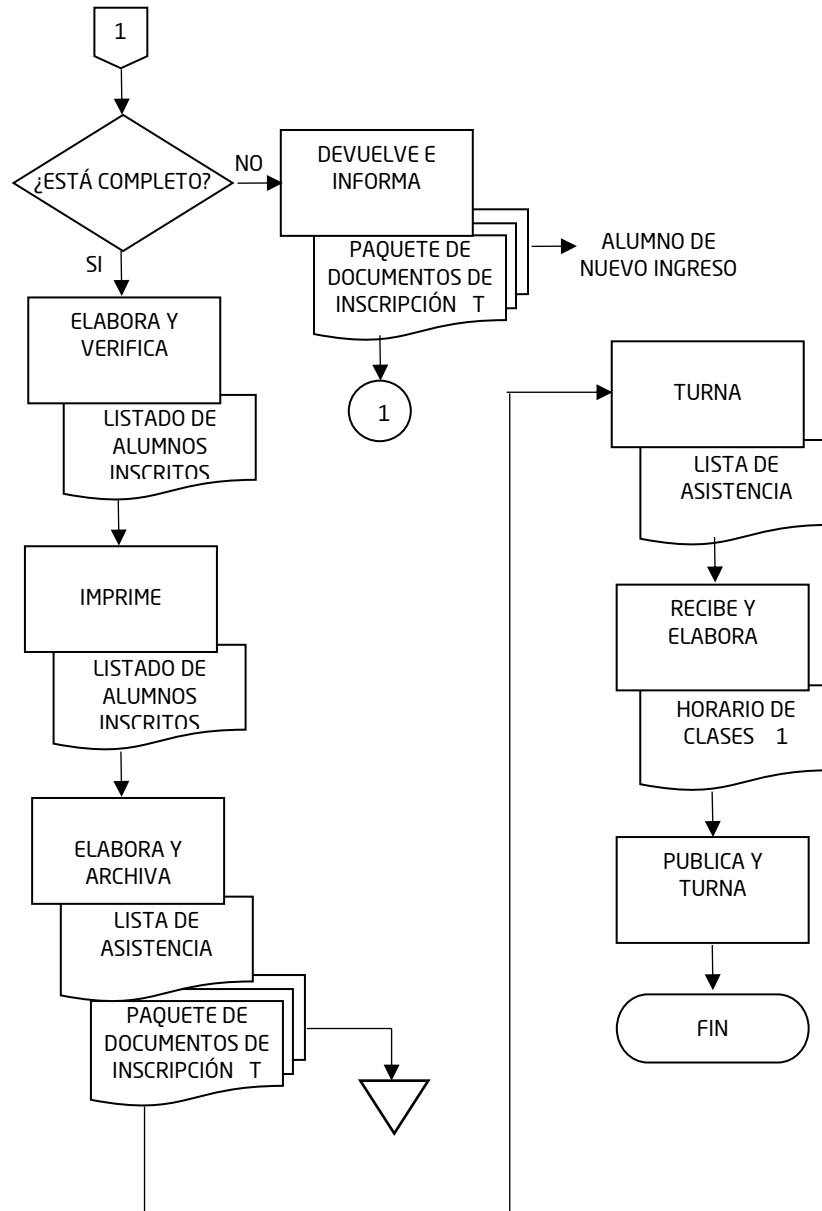 1
¿ESTÁ COMPLETO?
NO
SI
DEVUELVE E
INFORMA
PAQUETE DE
DOCUMENTOS DE
INSCRIPCIÓN T
ALUMNO DE
NUEVO INGRESO
1
ELABORA Y
VERIFICA
LISTADO DE
ALUMNOS
INSCRITOS
IMPRIME
LISTADO DE
ALUMNOS
INSCRITOS
ELABORA Y
ARCHIVA
LISTA DE
ASISTENCIA
PAQUETE DE
DOCUMENTOS DE
INSCRIPCIÓN T
TURNA
LISTA DE
ASISTENCIA
RECIBE Y
ELABORA
HORARIO DE
CLASES 1
PUBLICA Y
TURNA
FIN